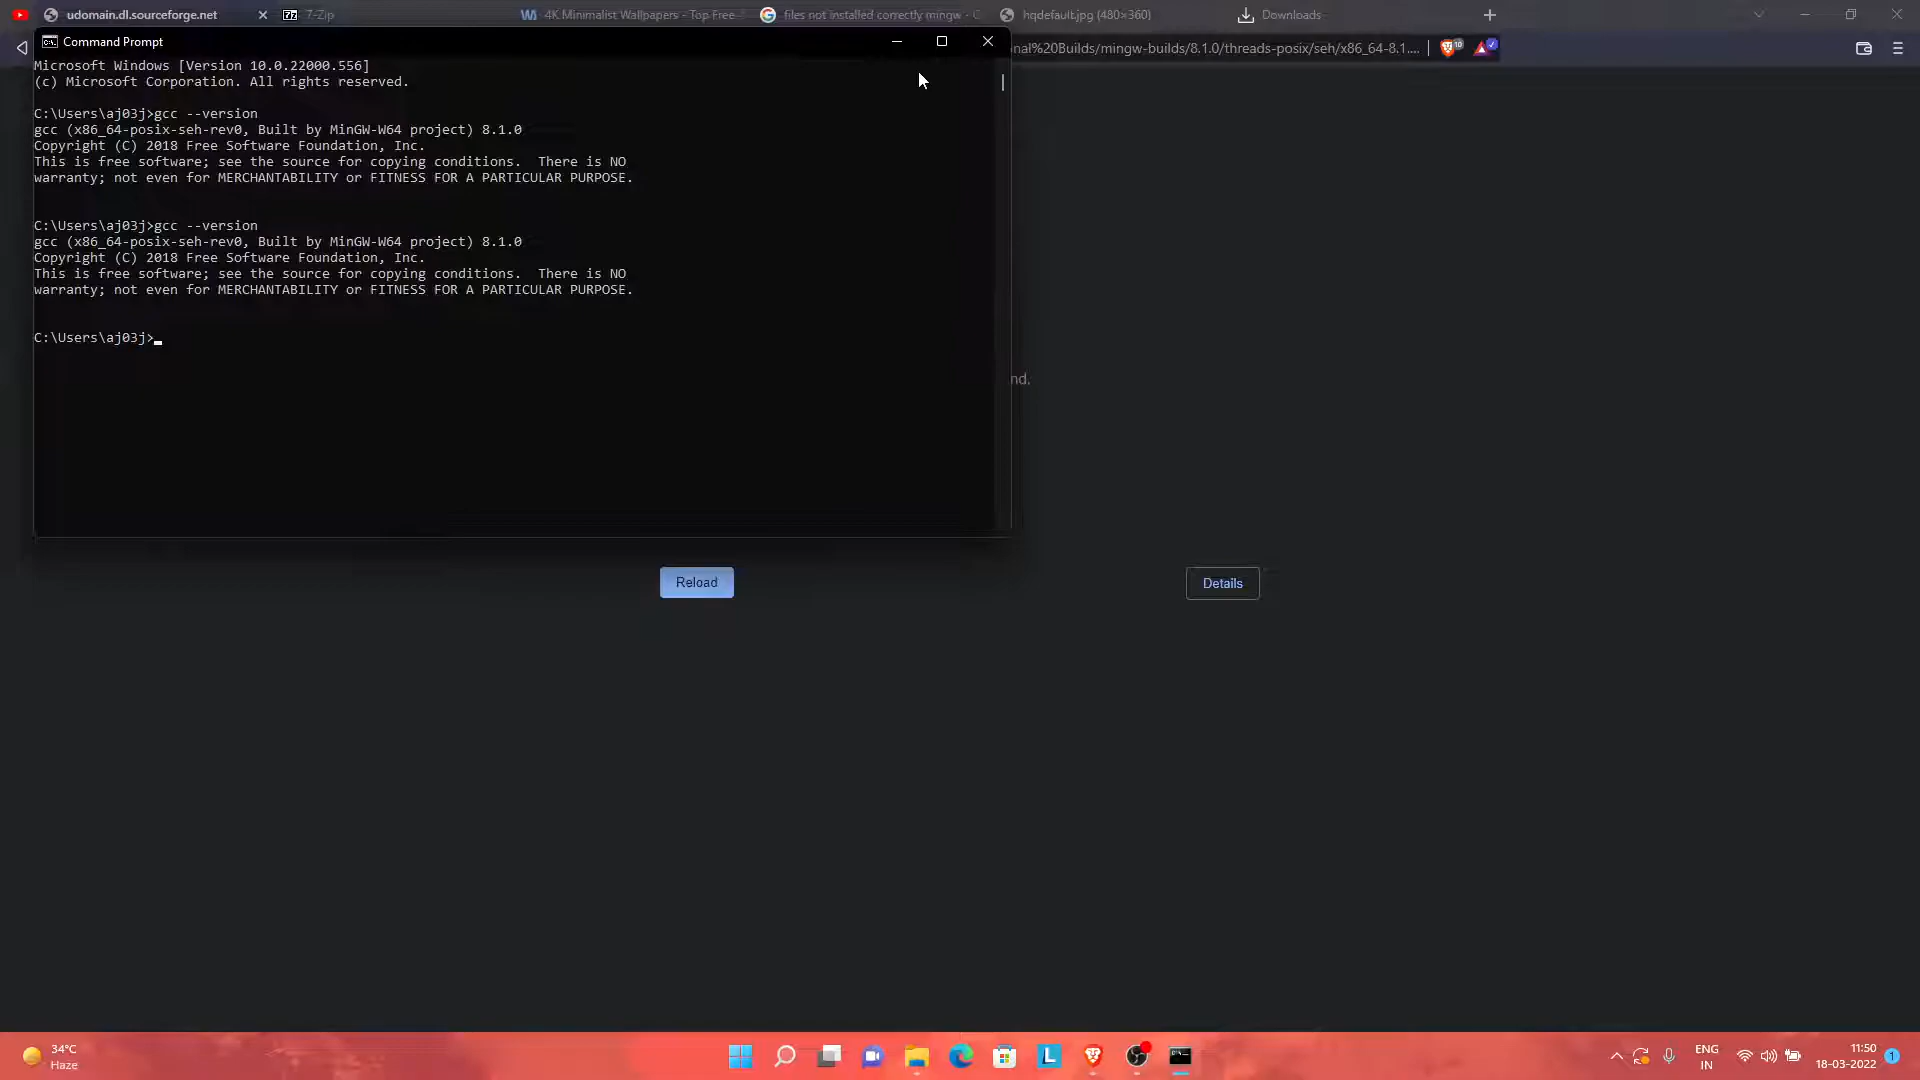 udomain.dl.sourceforge.net
7-Zip
4K Minimalist Wallpapers - Top Free
files not installed correctly mingw - 
hqdefault.jpg (480×360)
Downloads
Command Prompt
nal%20Builds/mingw-builds/8.1.0/threads-posix/seh/x86_64-8.1....
10
Microsoft Windows [Version 10.0.22000.556]
(c) Microsoft Corporation. All rights reserved.
C:\Users\aj03j>gcc --version
gcc (x86_64-posix-seh-rev0, Built by MinGW-W64 project) 8.1.0
Copyright (C) 2018 Free Software Foundation, Inc.
This is free software; see the source for copying conditions.  There is NO
warranty; not even for MERCHANTABILITY or FITNESS FOR A PARTICULAR PURPOSE.
C:\Users\aj03j>gcc --version
gcc (x86_64-posix-seh-rev0, Built by MinGW-W64 project) 8.1.0
Copyright (C) 2018 Free Software Foundation, Inc.
This is free software; see the source for copying conditions.  There is NO
warranty; not even for MERCHANTABILITY or FITNESS FOR A PARTICULAR PURPOSE.
C:\Users\aj03j>
nd.
Reload
Details
34°C
Haze
ENG
IN
11:50
18-03-2022
1